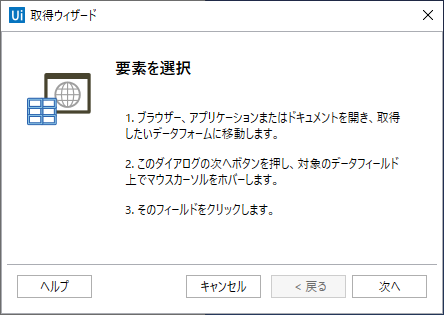 Ui 取得ウィザード
要素を選択
1. ブラウザー、アプリケーションまたはドキュメントを開き、取得
したいデータフォームに移動します。
2. このダイアログの次へボタンを押し、対象のデータフィールド
上でマウスカーソルをホバーします。
3. そのフィールドをクリックします。
ヘルプ
キャンセル
< 戻る
次へ